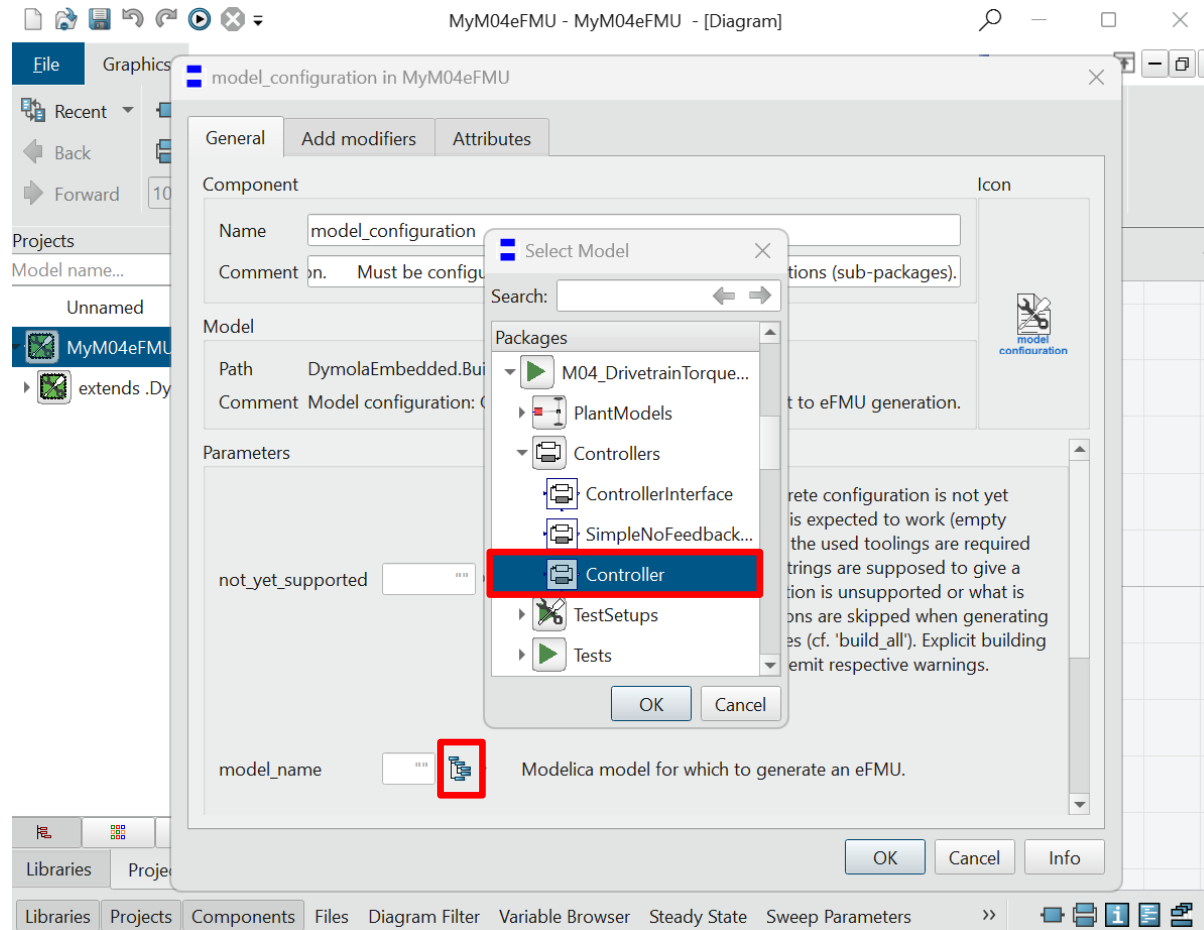 MyM04eFMU - MyM04eFMU - [Diagram]
File Graphics
model_configuration in MyM04eFMU
Recent
Back
Forward 10
General Add modifiers Attributes
Component Icon
Name model_configuration
Comment on. Must be configu tions (sub-packages).
model
configuration
Projects
Model name...
Unnamed
MyM04eFMU
extends .Dy
Model
Path DymolaEmbedded.Bui
Comment Model configuration: t to eFMU generation.
Parameters
rete configuration is not yet
is expected to work (empty
the used toolings are required
trings are supposed to give a
tion is unsupported or what is
ons are skipped when generating
es (cf. 'build_all'). Explicit building
emit respective warnings.
not_yet_supported ""
model_name "" Modelica model for which to generate an eFMU.
Select Model
Search:
Packages
M04_DrivetrainTorque...
PlantModels
Controllers
ControllerInterface
SimpleNoFeedback...
Controller
TestSetups
Tests
OK Cancel
OK Cancel Info
Libraries Projec
Libraries Projects Components Files Diagram Filter Variable Browser Steady State Sweep Parameters »